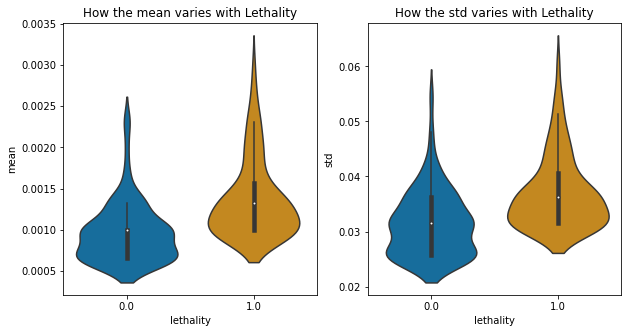 How the mean varies with Lethality
0.0035
0.0030
0.0025
0.0020
0.0015
0.0010
0.0005
mean
0.0
1.0
lethality
How the std varies with Lethality
0.06
0.05
0.04
0.03
0.02
std
0.0
1.0
lethality